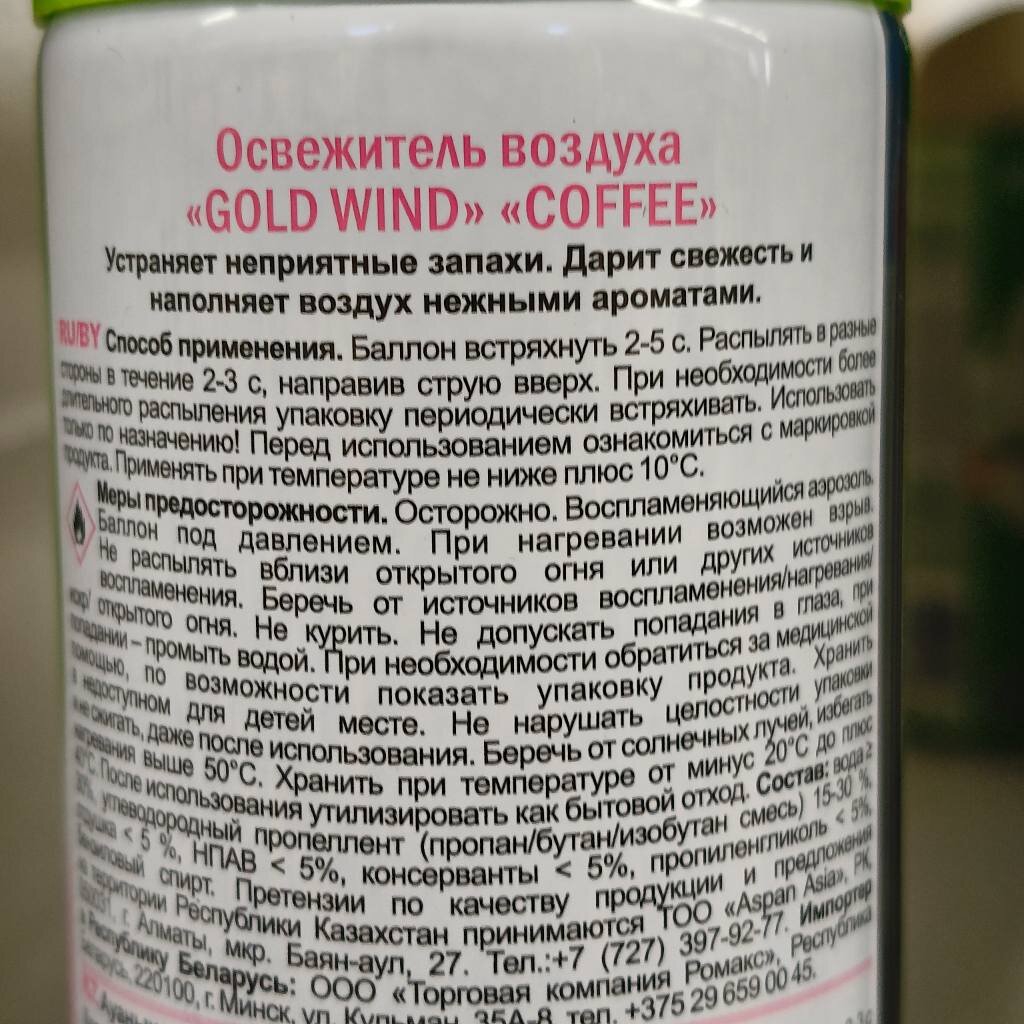 Освежитель воздуха
«GOLD WIND» «COFFEE»
Устраняет неприятные запахи. Дарит свежесть и
наполняет воздух нежными ароматами.
RU/BY Способ применения. Баллон встряхнуть 2-5 с. Распылять в разные
стороны в течение 2-3 с, направив струю вверх. При необходимости более
длительного распыления упаковку периодически встряхивать. Использовать
только по назначению! Перед использованием ознакомиться с маркировкой
продукта. Применять при температуре не ниже плюс 10°С.
Меры предосторожности. Осторожно. Воспламеняющийся аэрозоль.
Баллон под давлением. При нагревании возможен взрыв.
Не распылять вблизи открытого огня или других источников
воспламенения. Беречь от источников воспламенения/нагревания/
искр/ открытого огня. Не курить. Не допускать попадания в глаза, при
попадании – промыть водой. При необходимости обратиться за медицинской
помощью, по возможности показать упаковку продукта. Хранить
в недоступном для детей месте. Не нарушать целостности упаковки
и не сжигать, даже после использования. Беречь от солнечных лучей, избегать
нагревания выше 50°С. Хранить при температуре от минус 20°С до плюс
40°С. После использования утилизировать как бытовой отход. Состав: вода ≥
30%, углеводородный пропеллент (пропан/бутан/изобутан смесь) 15-30 %,
отдушка < 5 %, НПАВ < 5%, консерванты < 5%, пропиленгликоль < 5%,
спирт. Претензии по качеству продукции и предложения
на территории Республики Казахстан принимаются ТОО «Aspan Asia», РК,
г. Алматы, мкр. Баян-аул, 27. Тел.:+7 (727) 397-92-77. Импортер
в Республику Беларусь: ООО «Торговая компания Ромакс», Республика
Беларусь, 220100, г. Минск, ул. Кульман, 35А-8, тел. +375 29 659 00 45.
KZ